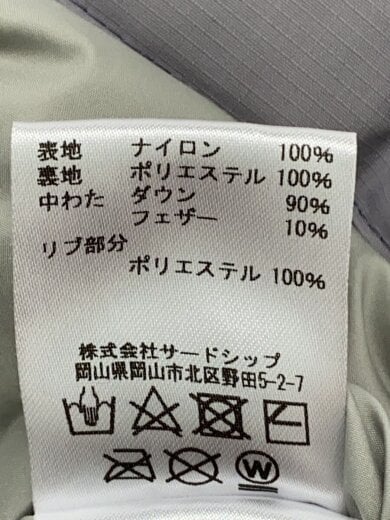 表地 ナイロン 100%
裏地 ポリエステル 100%
中わた ダウン 90%
フェザー 10%
リブ部分
ポリエステル 100%
株式会社サードシップ
岡山県岡山市北区野田5-2-7
W